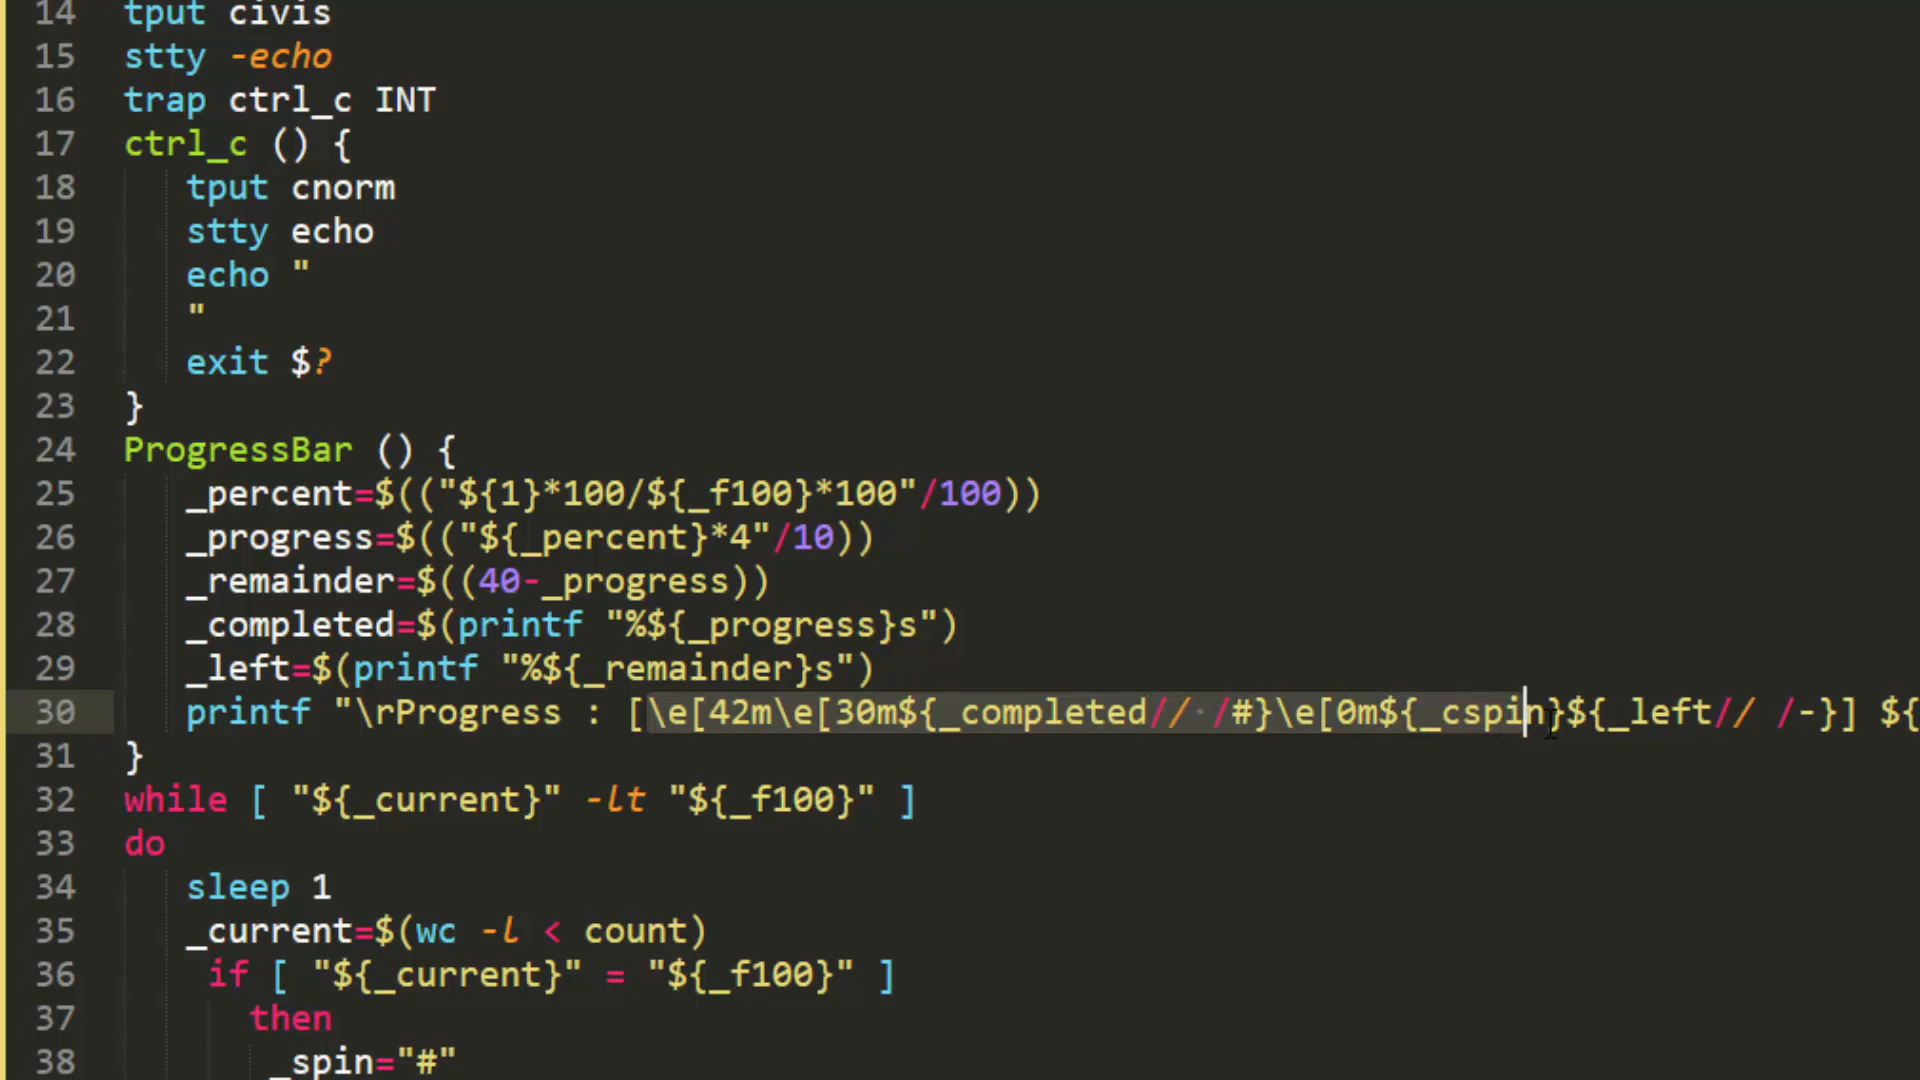 14 tput civis
15 stty -echo
16 trap ctrl_c INT
17 ctrl_c () {
18 tput cnorm
19 stty echo
20 echo "
21 "
22 exit $?
23 }
24 ProgressBar () {
25 _percent=$(("${1}*100/${_f100}*100"/100))
26 _progress=$(("${_percent}*4"/10))
27 _remainder=$((40-_progress))
28 _completed=$(printf "%${_progress}s")
29 _left=$(printf "%${_remainder}s")
30 printf "\rProgress : [\e[42m\e[30m${_completed// /#}\e[0m${_cspin}${_left// /-}] ${
31 }
32 while [ "${_current}" -lt "${_f100}" ]
33 do
34 sleep 1
35 _current=$(wc -l < count)
36 if [ "${_current}" = "${_f100}" ]
37 then
38 _spin="#"